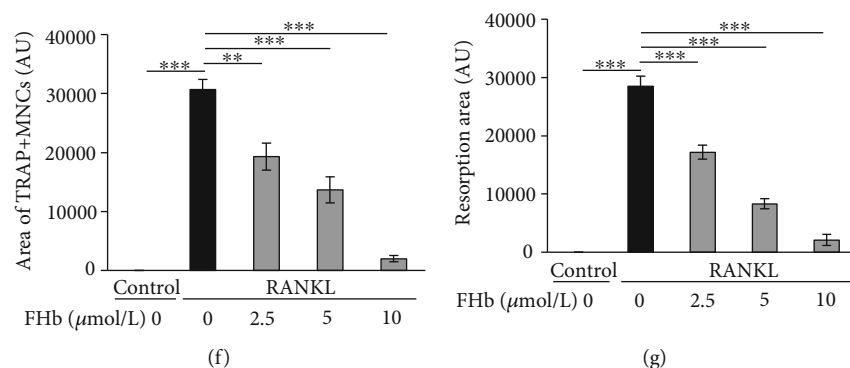 Area of TRAP+MNCs (AU)
40000
30000
20000
10000
0
***
**
***
***
Control
RANKL
FHb (μmol/L) 0 0 2.5 5 10
(f)
Resorption area (AU)
40000
30000
20000
10000
0
***
***
***
***
Control
RANKL
FHb (μmol/L) 0 0 2.5 5 10
(g)